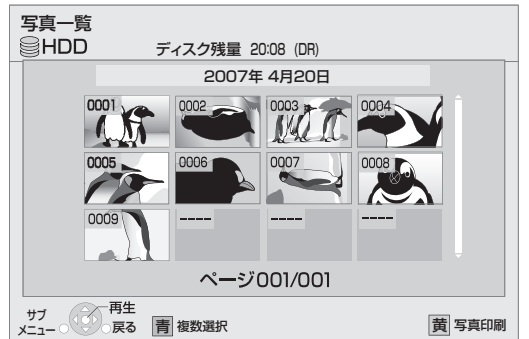 写真一覧
HDD
ディスク残量 20:08 (DR)
2007年 4月20日
0001 0002 0003 0004
0005 0006 0007 0008
0009 ---- ---- ----
ページ001/001
サブ
メニュー
再生
戻る
青 複数選択
黄 写真印刷